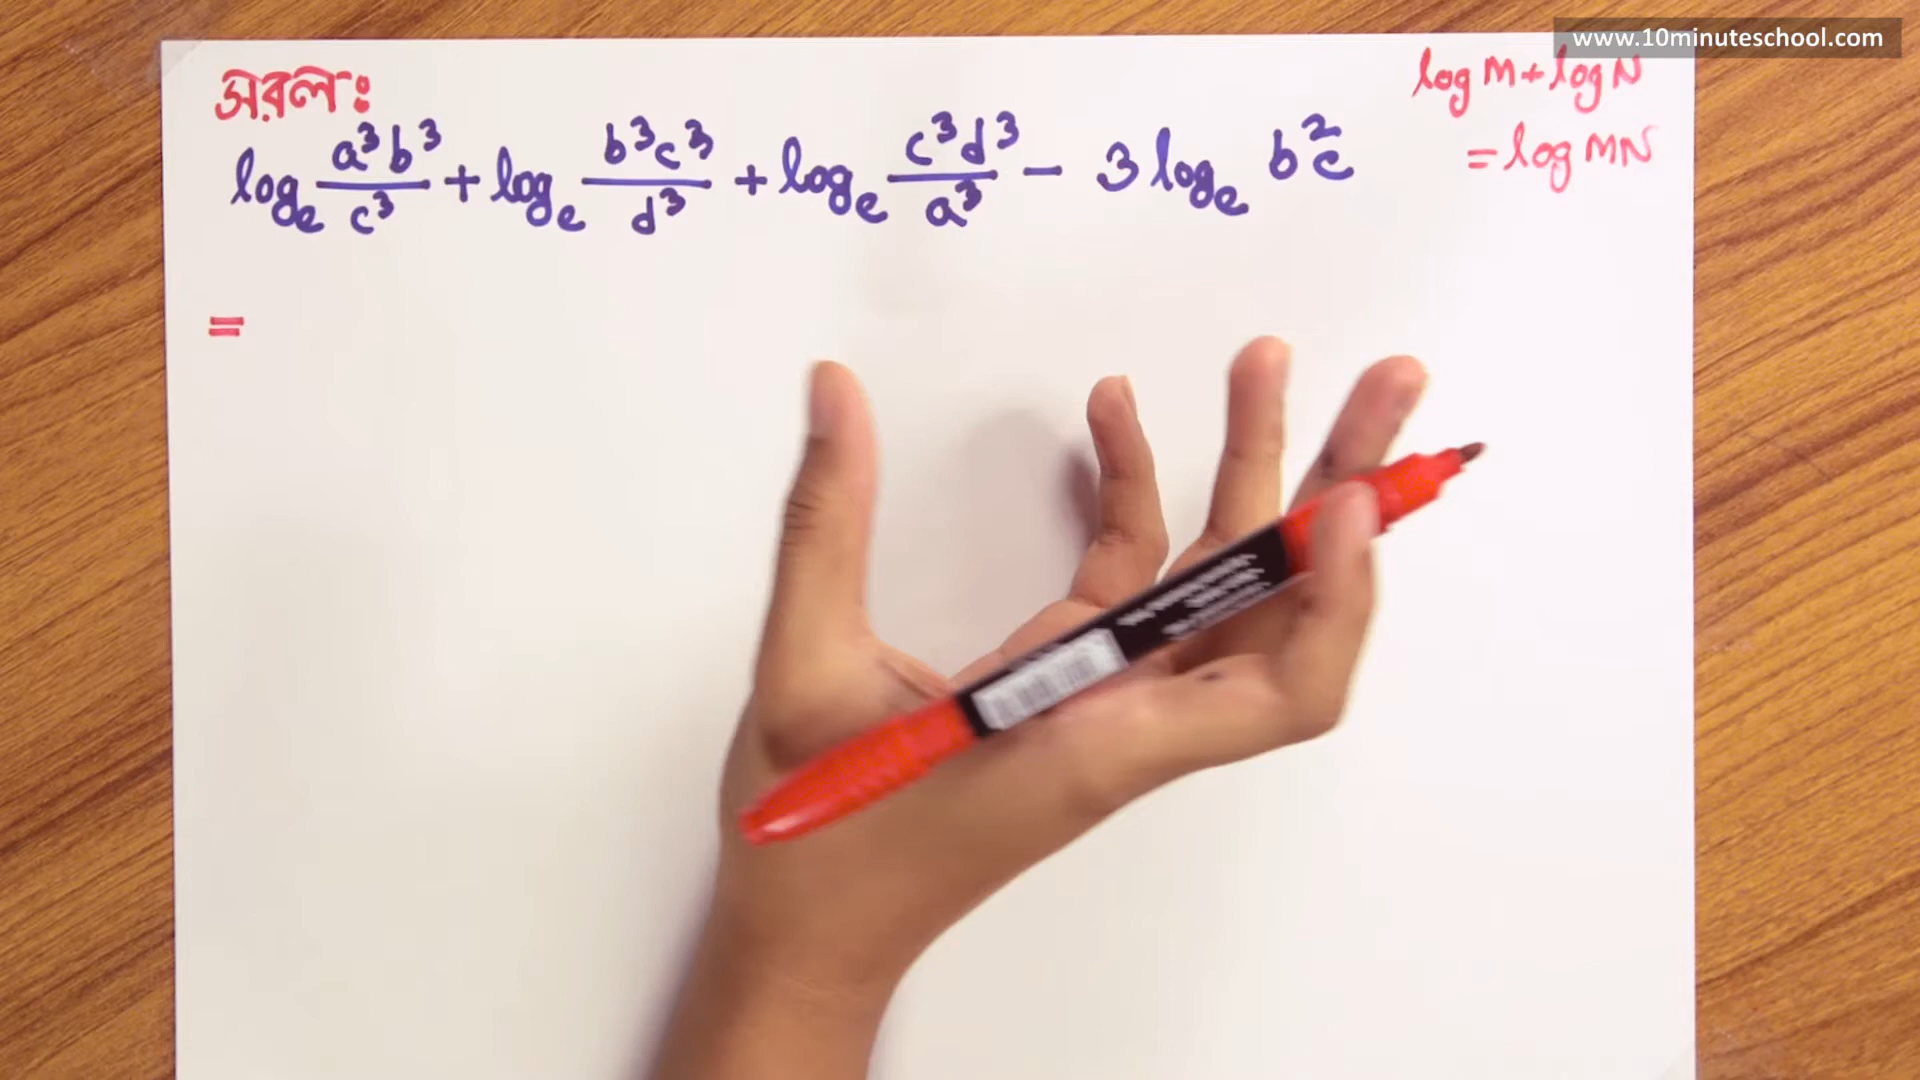 www.10minuteschool.com
সরলঃ
log M + log N
= log MN
logₑ a³b³/c³ + logₑ b³c³/d³ + logₑ c³d³/a³ - 3 logₑ b²c
=